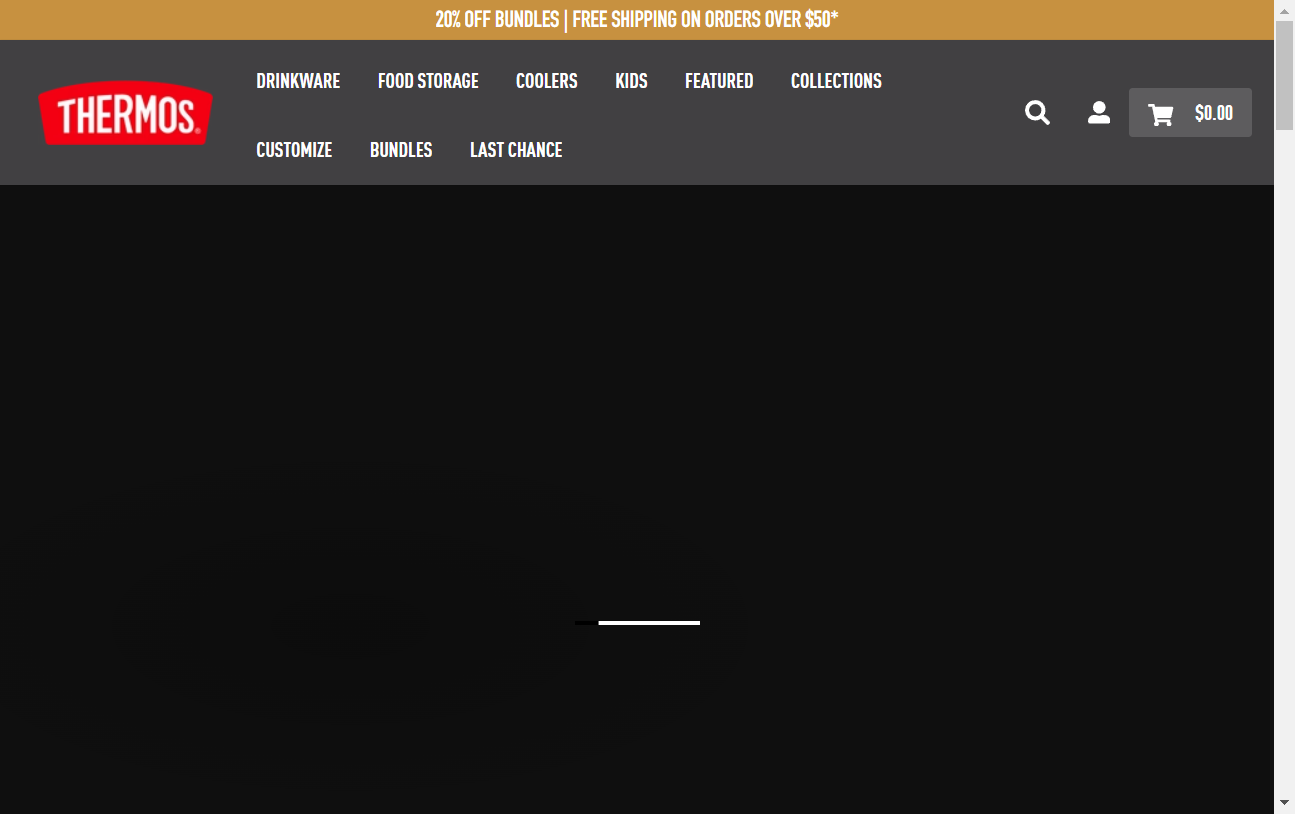 20% OFF BUNDLES | FREE SHIPPING ON ORDERS OVER $50*
THERMOS®
DRINKWARE FOOD STORAGE COOLERS KIDS FEATURED COLLECTIONS
$0.00
CUSTOMIZE BUNDLES LAST CHANCE